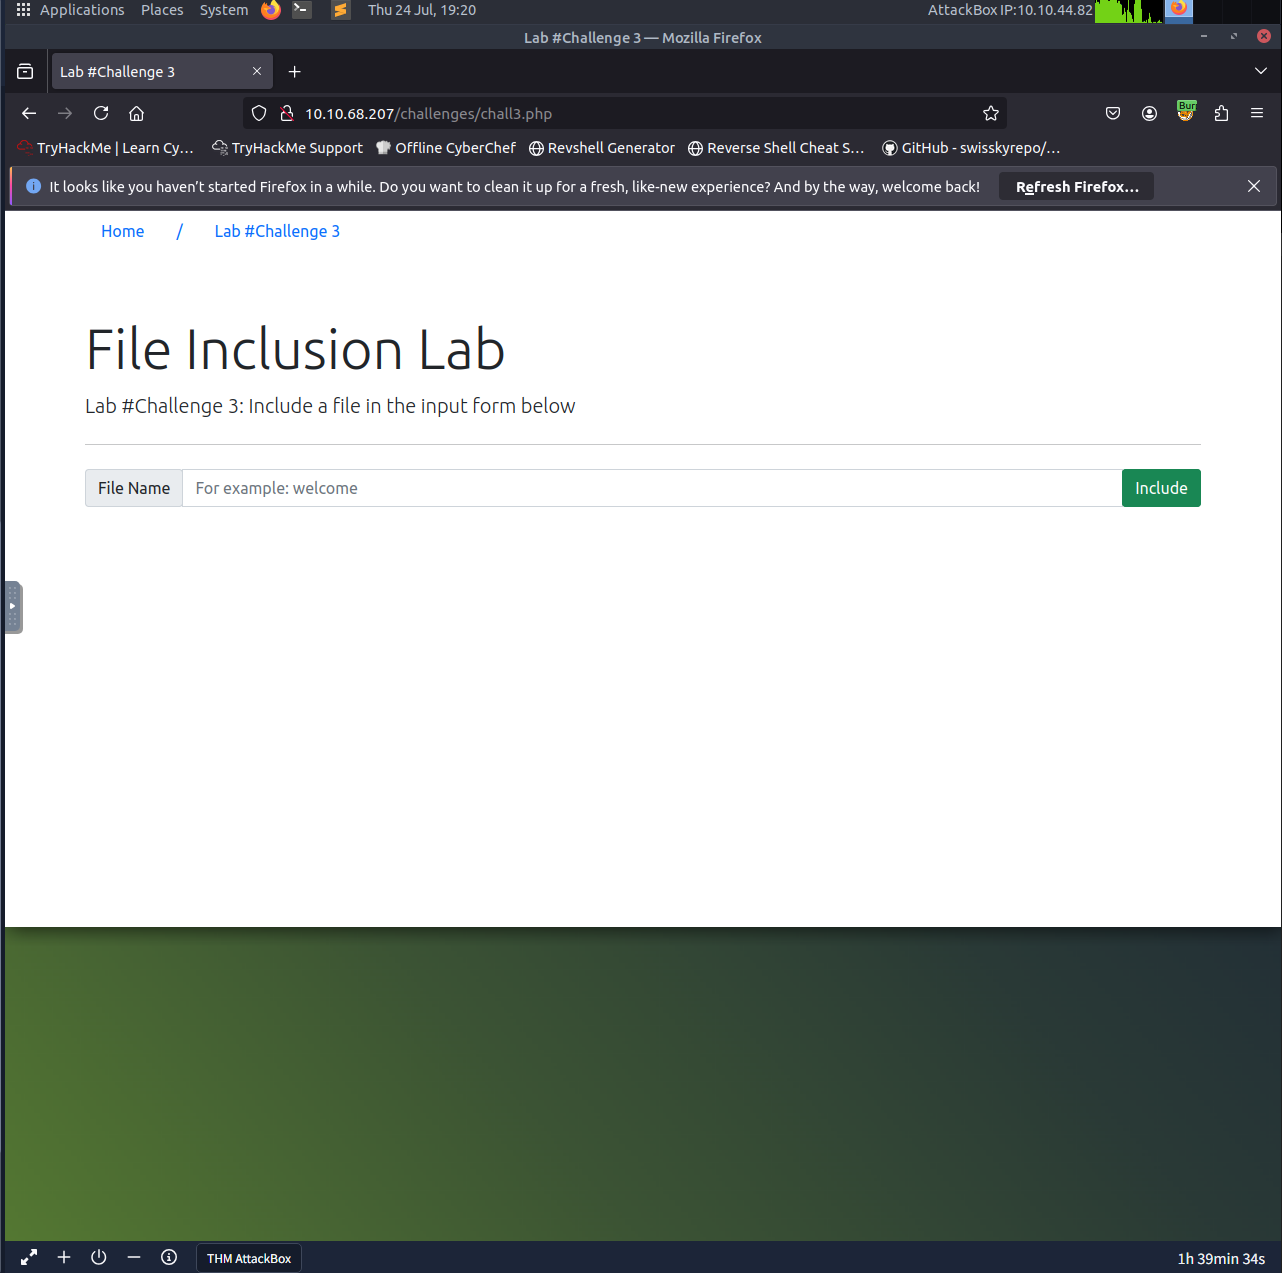 Applications Places System Thu 24 Jul, 19:20 AttackBox IP:10.10.44.82
Lab #Challenge 3 — Mozilla Firefox
Lab #Challenge 3
10.10.68.207/challenges/chall3.php
Bur
TryHackMe | Learn Cy... TryHackMe Support Offline CyberChef Revshell Generator Reverse Shell Cheat S... GitHub - swisskyrepo/...
It looks like you haven't started Firefox in a while. Do you want to clean it up for a fresh, like-new experience? And by the way, welcome back! Refresh Firefox...
Home / Lab #Challenge 3
File Inclusion Lab
Lab #Challenge 3: Include a file in the input form below
File Name For example: welcome Include
THM AttackBox 1h 39min 34s